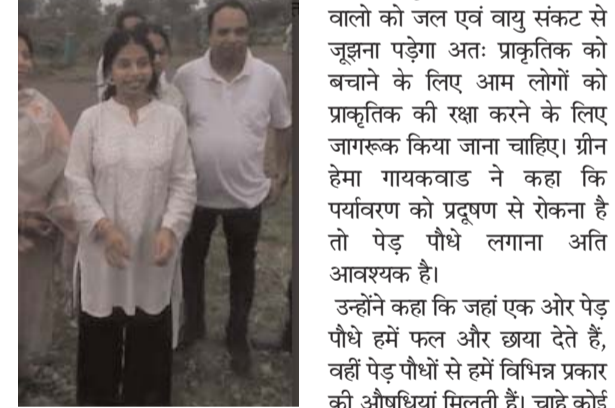 वालो को जल एवं वायु संकट से
जूझना पड़ेगा अतः प्राकृतिक को
बचाने के लिए आम लोगों को
प्राकृतिक की रक्षा करने के लिए
जागरूक किया जाना चाहिए। ग्रीन
हेमा गायकवाड ने कहा कि
पर्यावरण को प्रदूषण से रोकना है
तो पेड़ पौधे लगाना अति
आवश्यक है।
उन्होंने कहा कि जहां एक ओर पेड़
पौधे हमें फल और छाया देते हैं,
वहीं पेड़ पौधों से हमें विभिन्न प्रकार
की औषधियां मिलती हैं। चाहे कोई